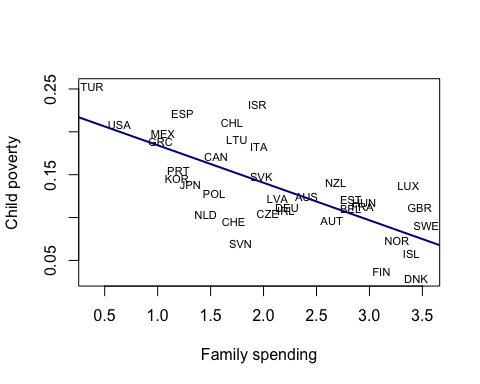 TUR
ISR
ESP
CHL
USA
MEX
GRC
LTU
ITA
CAN
PRT
KOR
JPN
SVK
NZL
LUX
POL
LVA
AUS
EST
HUN
FRA
BEL
DEU
IRL
CZE
GBR
NLD
CHE
AUT
SWE
SVN
NOR
ISL
FIN
DNK
0.25
0.15
0.05
Child poverty
0.5 1.0 1.5 2.0 2.5 3.0 3.5
Family spending